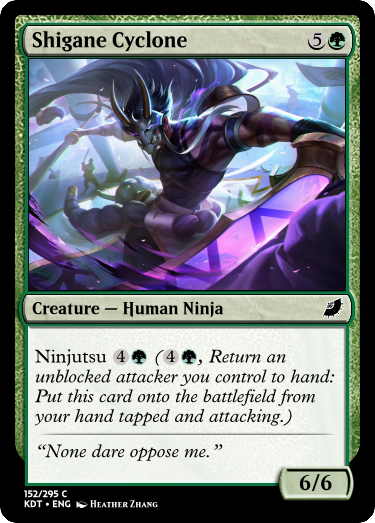 Shigane Cyclone 5
Creature — Human Ninja
Ninjutsu 4 (4, Return an
unblocked attacker you control to hand:
Put this card onto the battlefield from
your hand tapped and attacking.)
“None dare oppose me.”
6/6
152/295 C
KDT • ENG Heather Zhang